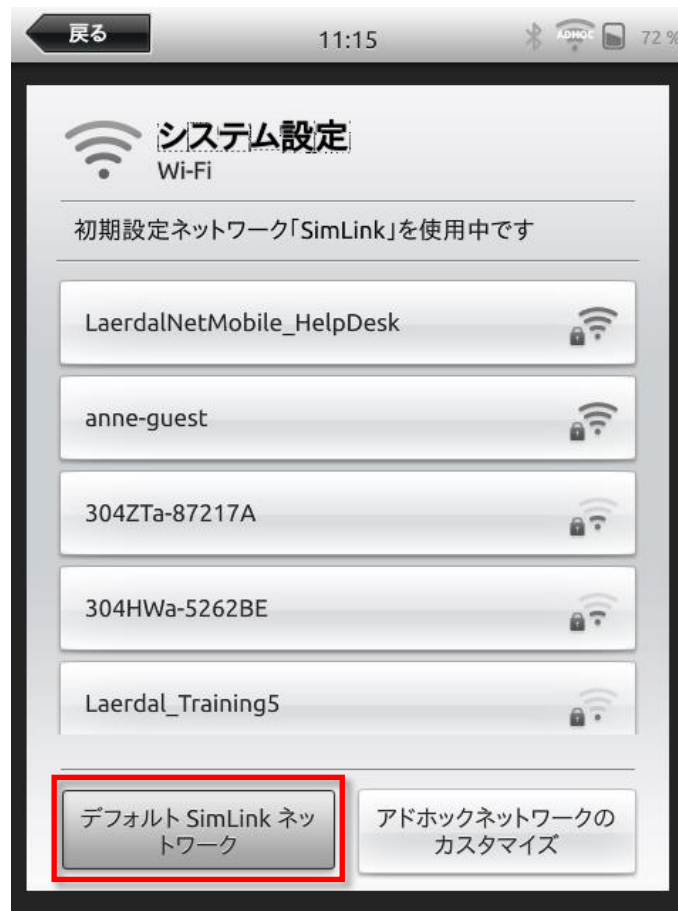 戻る
11:15
ADHOC
72 %
システム設定
Wi-Fi
初期設定ネットワーク「SimLink」を使用中です
LaerdalNetMobile_HelpDesk
anne-guest
304ZTa-87217A
304HWa-5262BE
Laerdal_Training5
デフォルト SimLink ネッ
トワーク
アドホックネットワークの
カスタマイズ